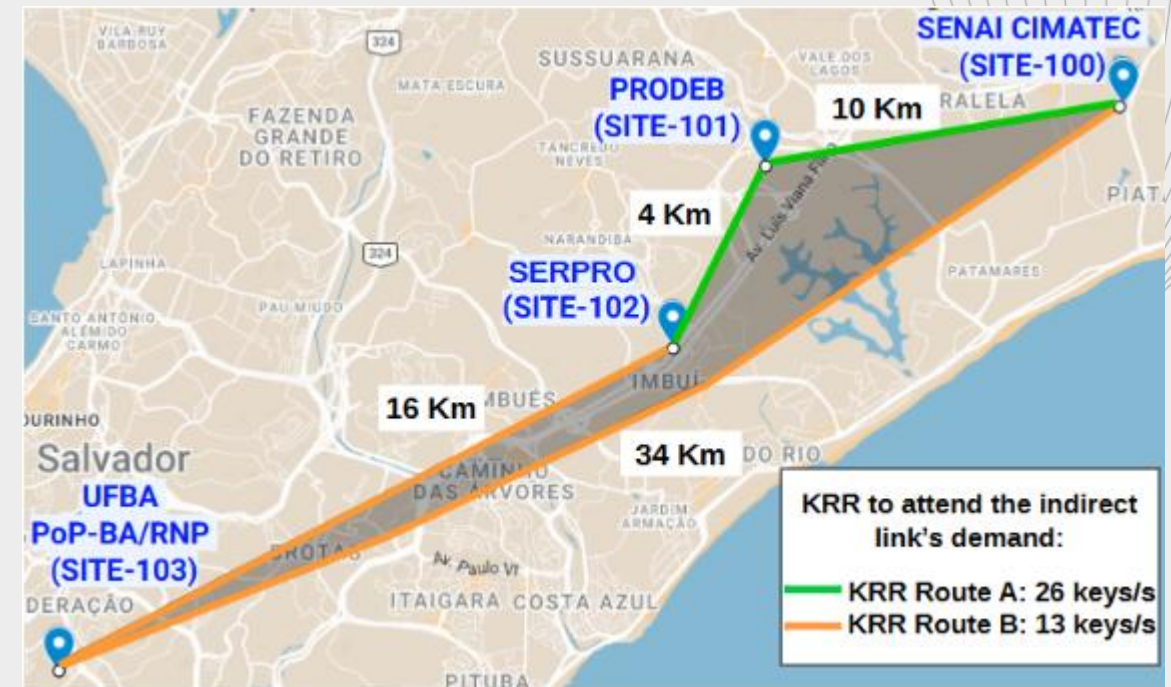 VILA RUY
BARBOSA
324
SUSSUARANA
MATA ESCURA
FAZENDA
GRANDE
DO RETIRO
VALE DOS
LAGOS
SENAI CIMATEC
(SITE-100)
PRODEB
(SITE-101)
10 Km
RALELA
TANCREDO
NEVES
Av. Luís Viana Filho
PIAT
4 Km
NARANDIBA
324
LAPINHA
PAU MIÚDO
SERPRO
(SITE-102)
PATAMARES
SANTO ANTÔNIO
ALÉM DO
CARMO
IMBUÍ
OURINHO
MBUÉS
16 Km
34 Km
DO RIO
Salvador
CAMINHO
DAS ÁRVORES
JARDIM
ARMAÇÃO
UFBA
PoP-BA/RNP
(SITE-103)
BROTAS
Av. Paulo VI
DERAÇÃO
ITAIGARA
COSTA AZUL
PITUBA
KRR to attend the indirect
link's demand:
KRR Route A: 26 keys/s
KRR Route B: 13 keys/s